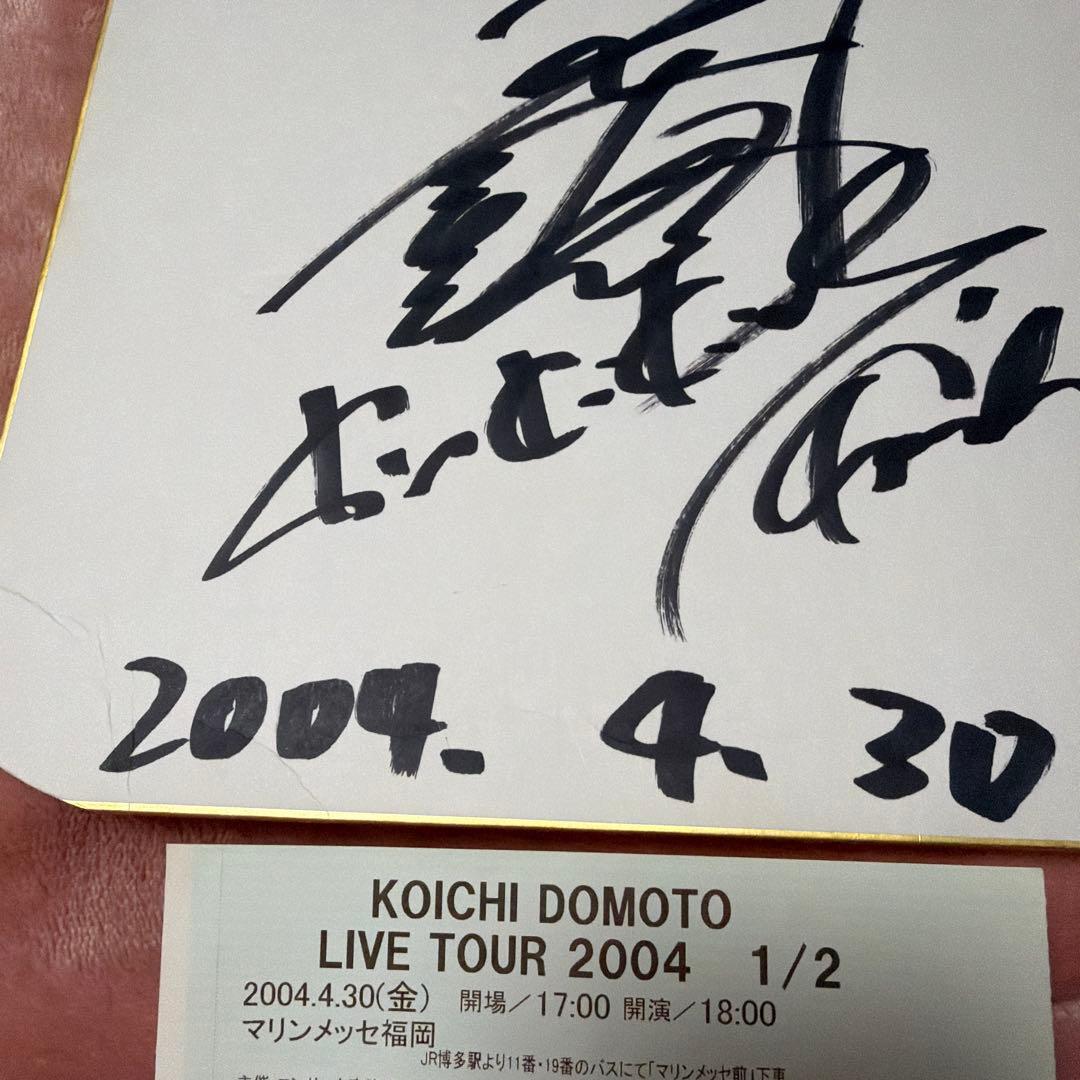 2004. 4. 30
KOICHI DOMOTO
LIVE TOUR 2004 1/2
2004.4.30(金) 開場/17:00 開演/18:00
マリンメッセ福岡
JR博多駅より11番・19番のバスにて「マリンメッセ前」下車